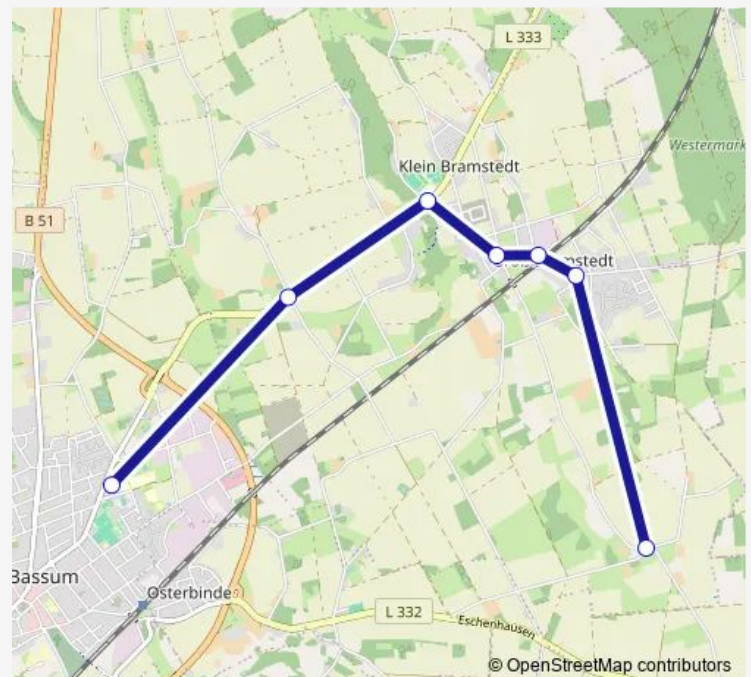 L 333
Klein Bramstedt
Westermark
B 51
mstedt
Bassum
Osterbinde
L 332
Eschenhausen
© OpenStreetMap contributors